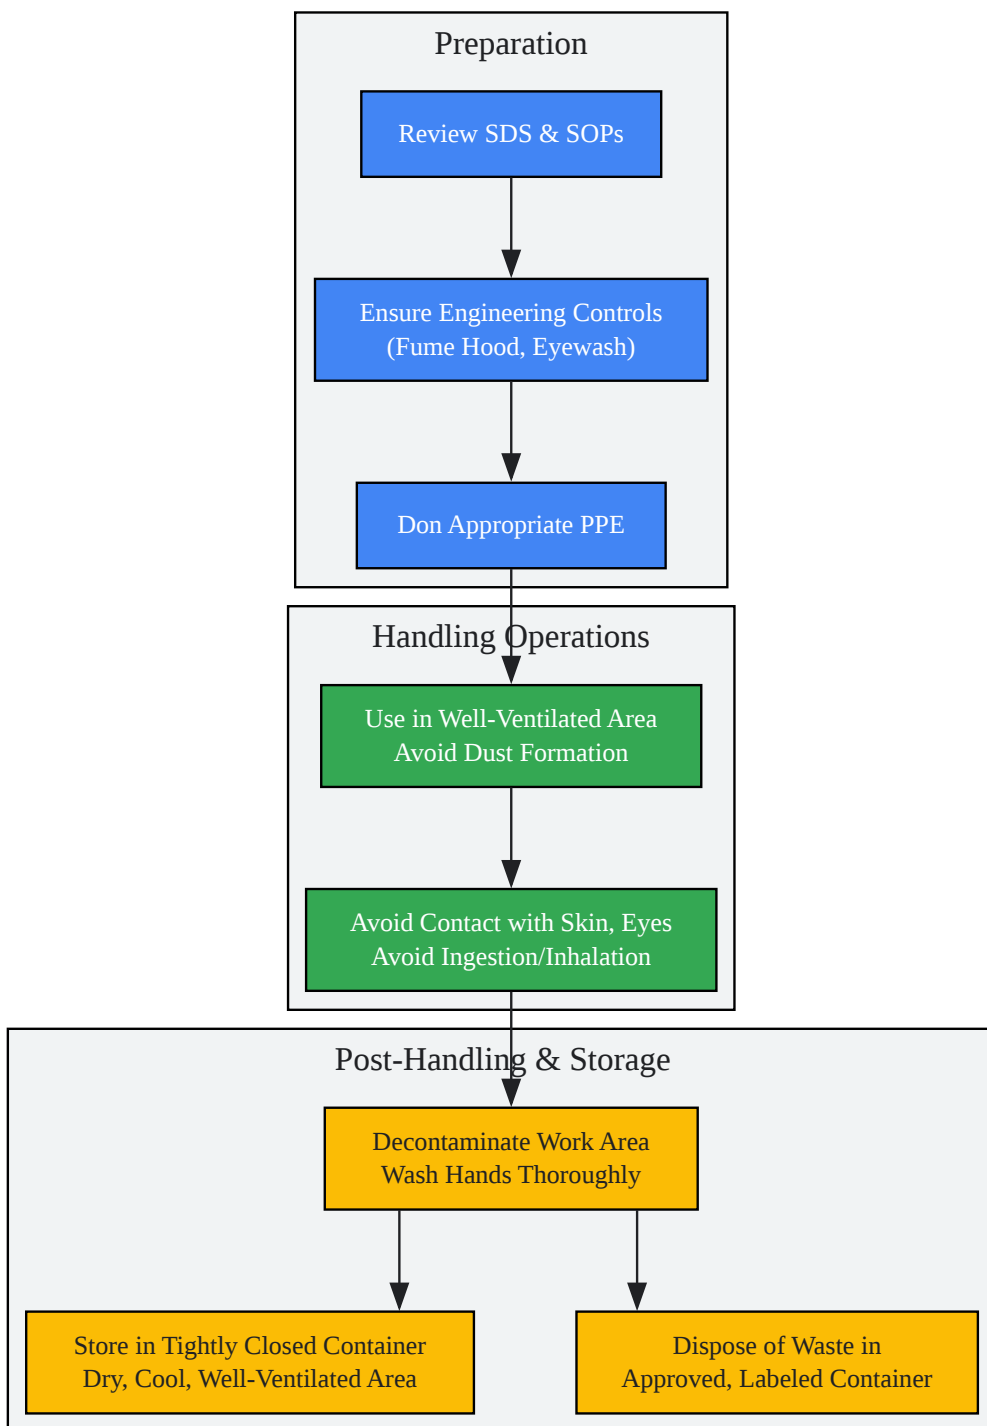 Preparation
Review SDS & SOPs
Ensure Engineering Controls
(Fume Hood, Eyewash)
Don Appropriate PPE
Handling Operations
Use in Well-Ventilated Area
Avoid Dust Formation
Avoid Contact with Skin, Eyes
Avoid Ingestion/Inhalation
Post-Handling & Storage
Decontaminate Work Area
Wash Hands Thoroughly
Store in Tightly Closed Container
Dry, Cool, Well-Ventilated Area
Dispose of Waste in
Approved, Labeled Container